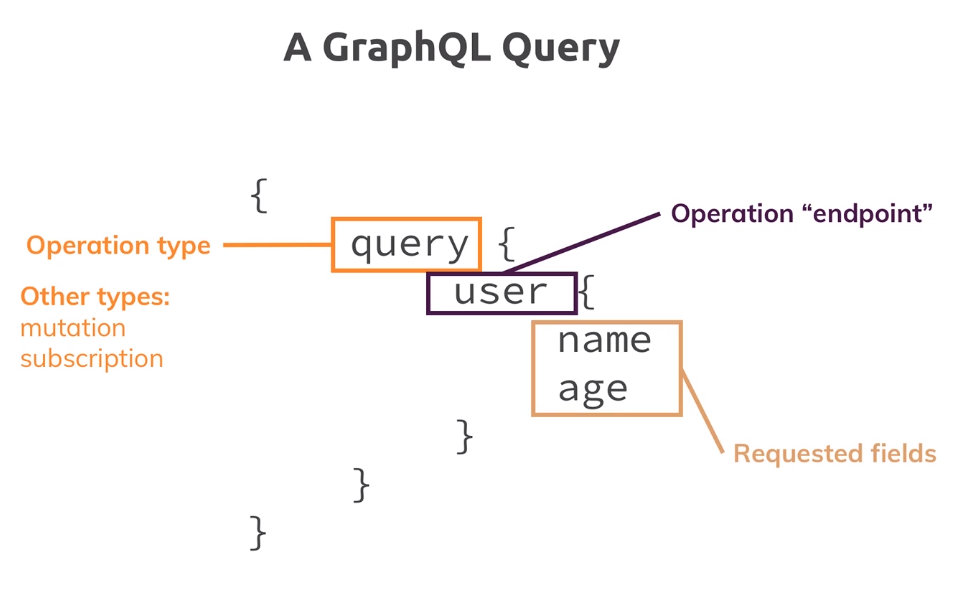 A GraphQL Query
{
Operation "endpoint"
Operation type
query {
user {
Other types:
mutation
subscription
name
age
}
Requested fields
}
}